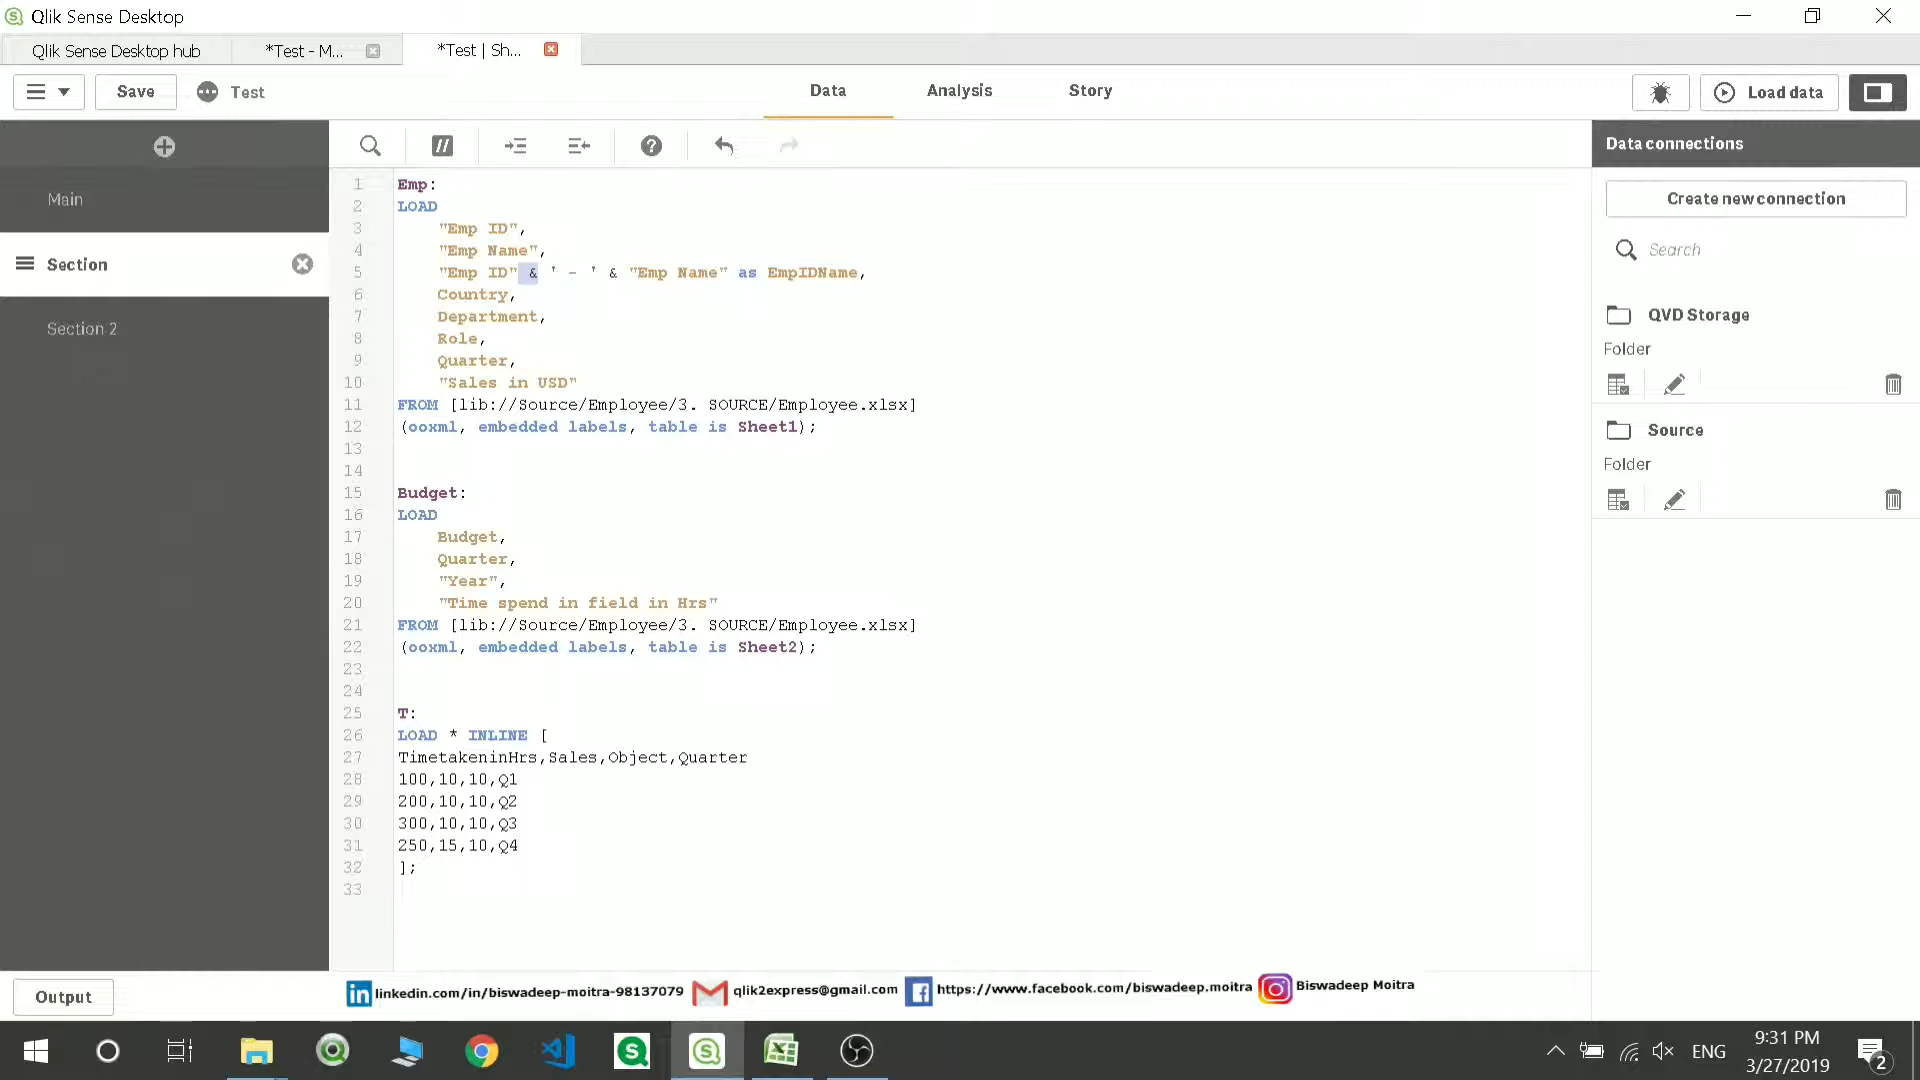 Qlik Sense Desktop
Qlik Sense Desktop hub
*Test - M...
*Test | Sh...
Save
Test
Data
Analysis
Story
Load data
Main
Section
Section 2
1 Emp:
2 LOAD
3 "Emp ID",
4 "Emp Name",
5 "Emp ID" & ' - ' & "Emp Name" as EmpIDName,
6 Country,
7 Department,
8 Role,
9 Quarter,
10 "Sales in USD"
11 FROM [lib://Source/Employee/3. SOURCE/Employee.xlsx]
12 (ooxml, embedded labels, table is Sheet1);
13
14
15 Budget:
16 LOAD
17 Budget,
18 Quarter,
19 "Year",
20 "Time spend in field in Hrs"
21 FROM [lib://Source/Employee/3. SOURCE/Employee.xlsx]
22 (ooxml, embedded labels, table is Sheet2);
23
24
25 T:
26 LOAD * INLINE [
27 TimetakeninHrs,Sales,Object,Quarter
28 100,10,10,Q1
29 200,10,10,Q2
30 300,10,10,Q3
31 250,15,10,Q4
32 ];
33
Data connections
Create new connection
Search
QVD Storage
Folder
Source
Folder
Output
linkedin.com/in/biswadeep-moitra-98137079
qlik2express@gmail.com
https://www.facebook.com/biswadeep.moitra
Biswadeep Moitra
ENG
9:31 PM
3/27/2019
2